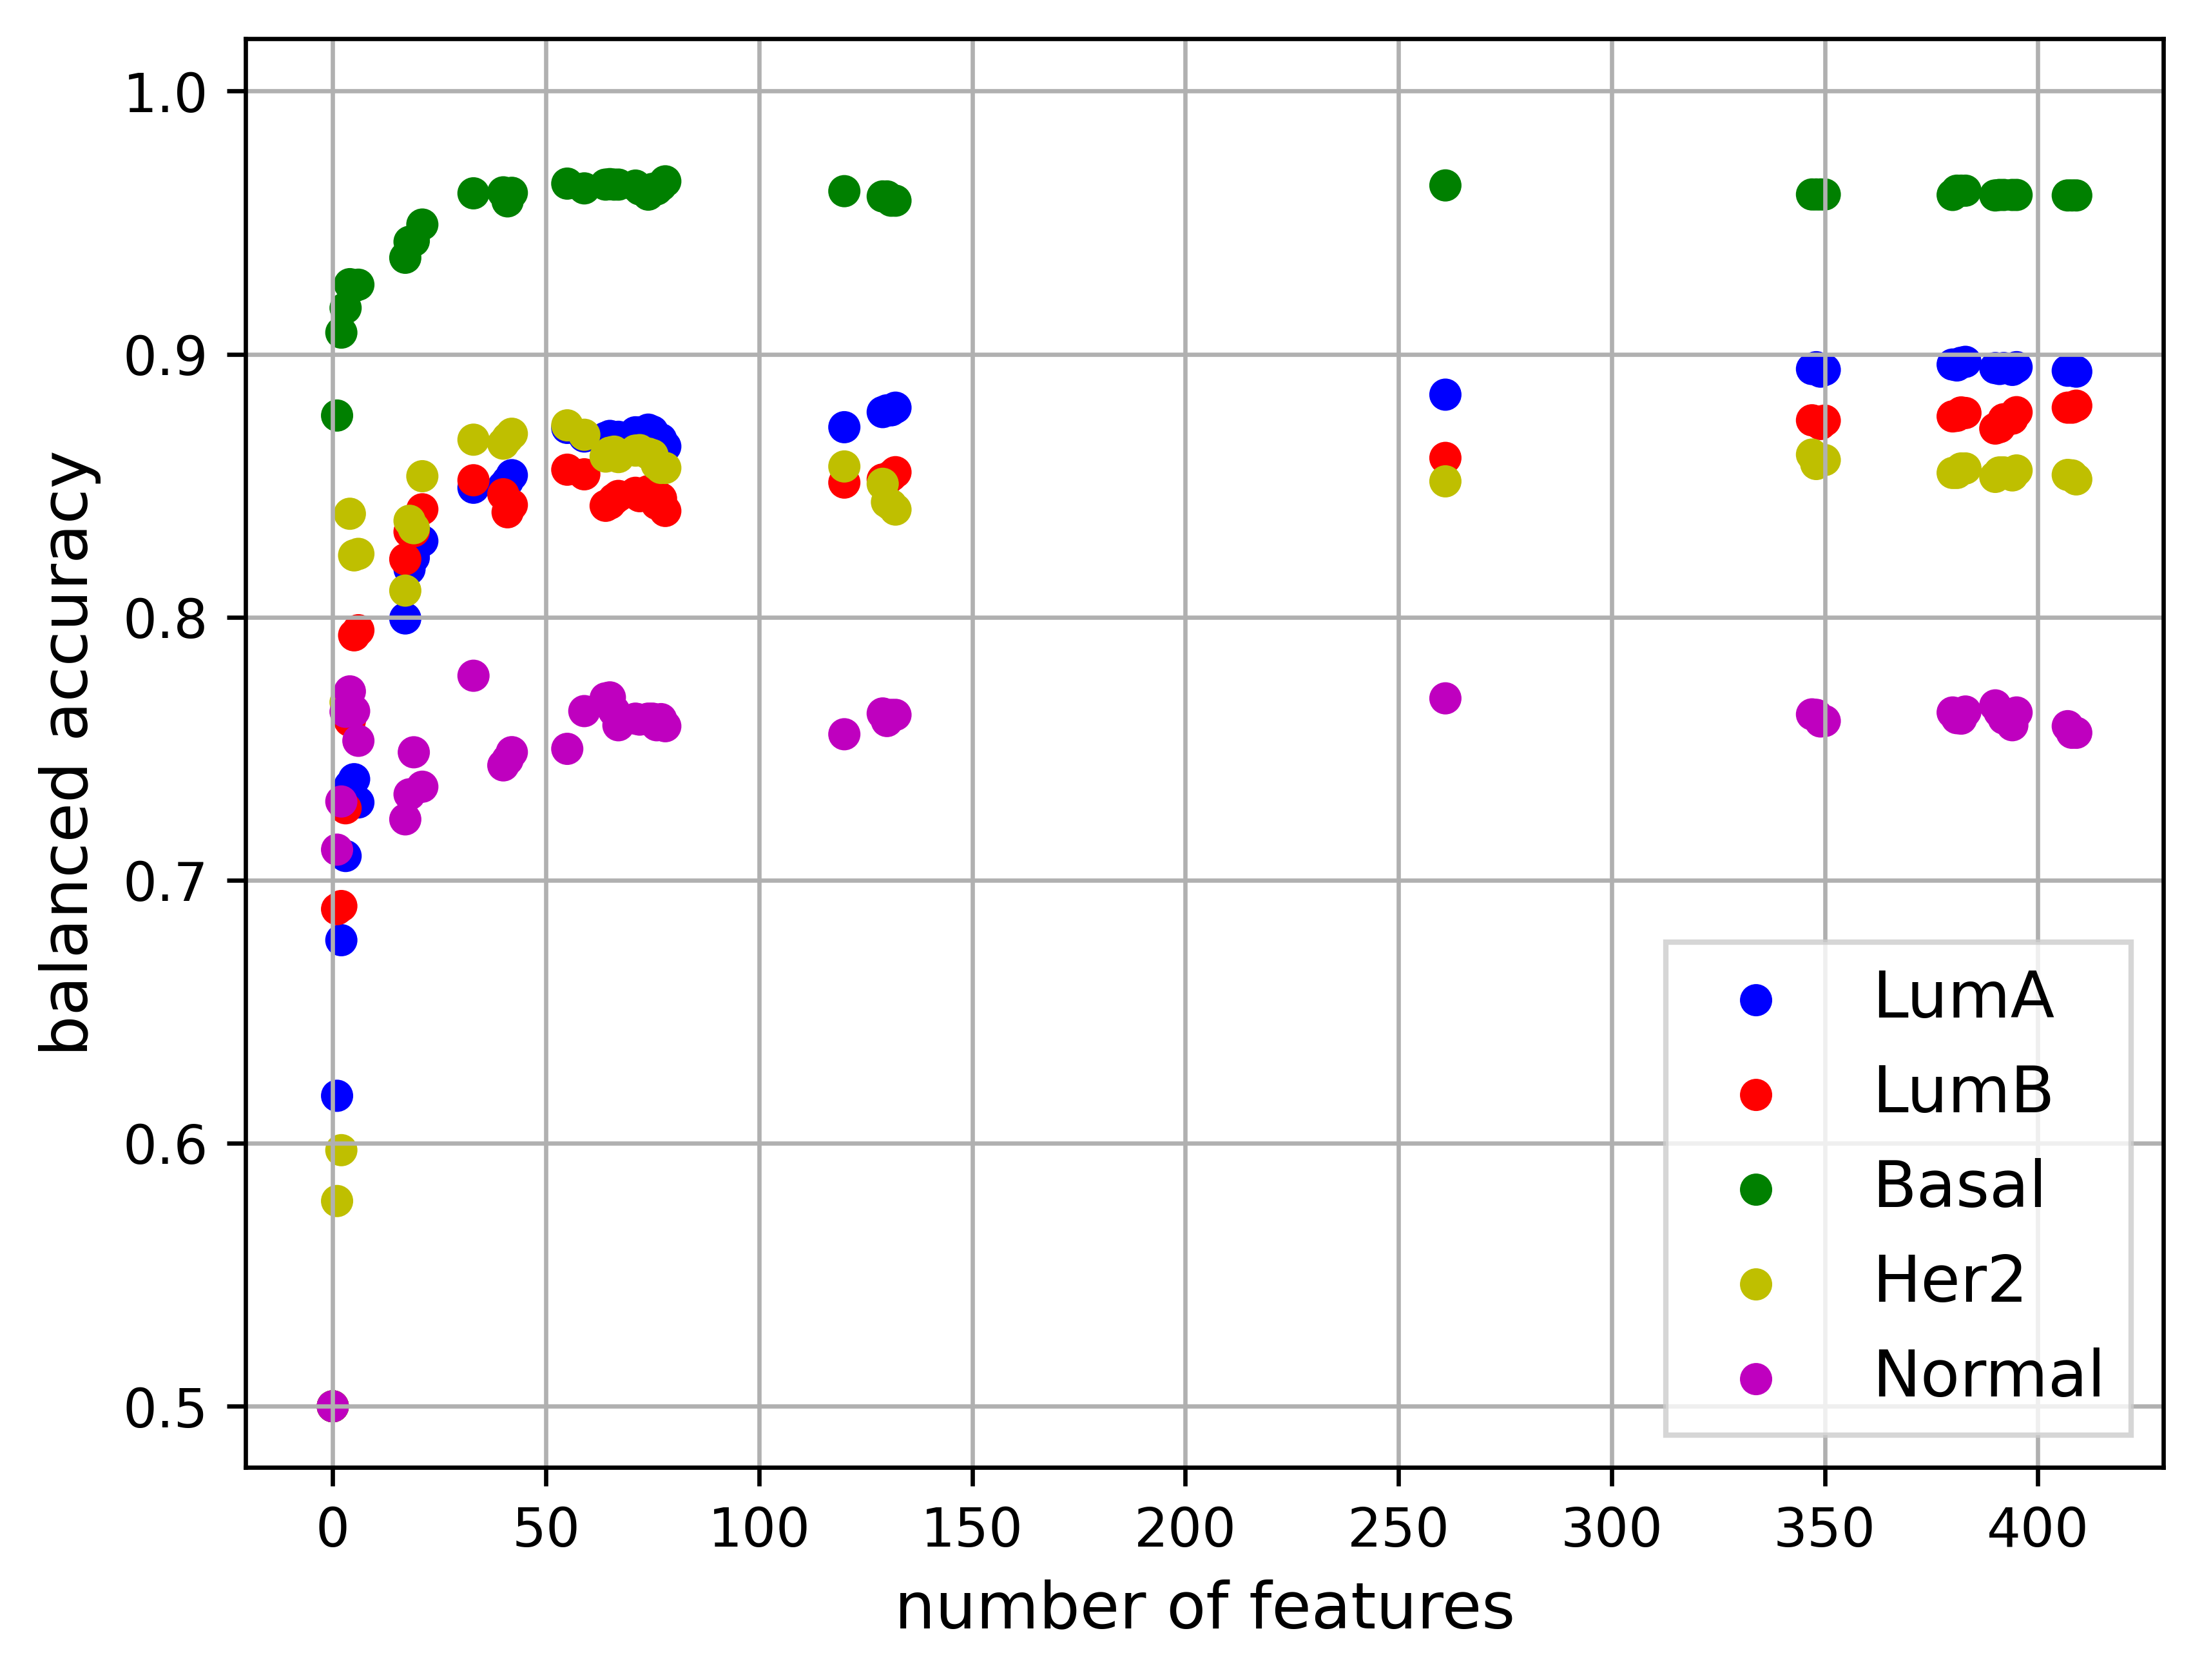 1.0
0.9
0.8
0.7
0.6
0.5
balanced accuracy
0 50 100 150 200 250 300 350 400
number of features
LumA
LumB
Basal
Her2
Normal